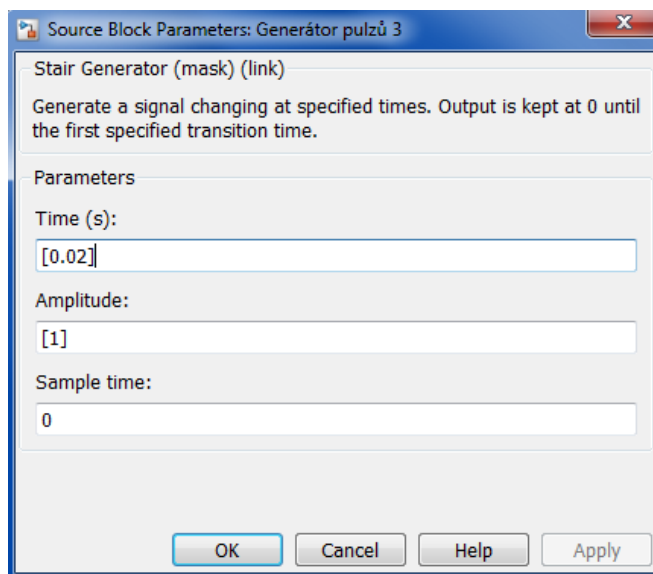 Source Block Parameters: Generátor pulzů 3
Stair Generator (mask) (link)
Generate a signal changing at specified times. Output is kept at 0 until
the first specified transition time.
Parameters
Time (s):
[0.02]
Amplitude:
[1]
Sample time:
0
OK Cancel Help Apply